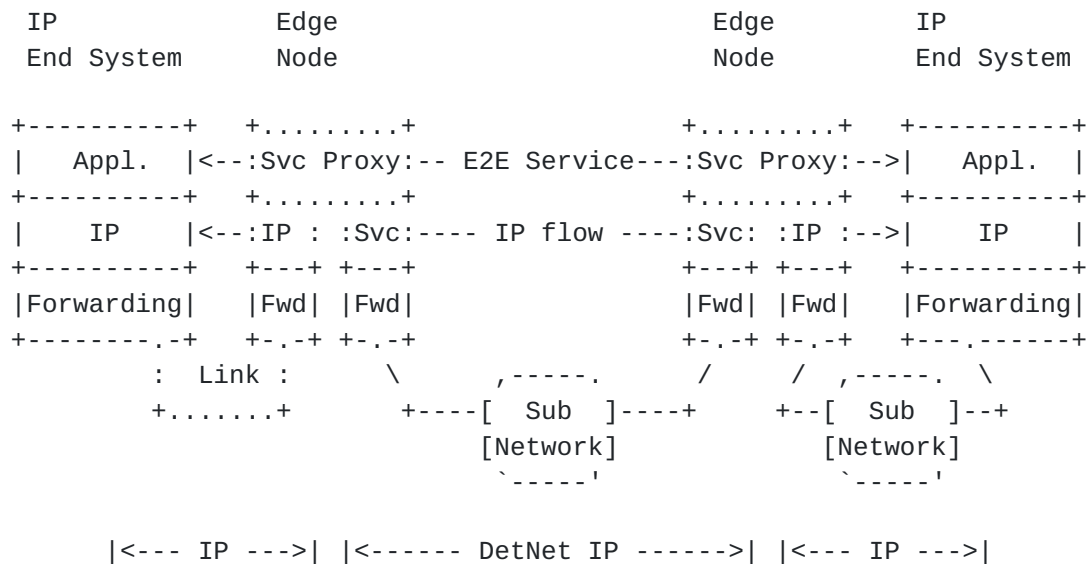 IP               Edge                          Edge         IP
 End System       Node                          Node         End System

+----------+   +.........+                  +.........+   +----------+
|   Appl.  |<--:Svc Proxy:-- E2E Service---:Svc Proxy:-->|   Appl.  |
+----------+   +.........+                  +.........+   +----------+
|    IP    |<--:IP : :Svc:---- IP flow ----:Svc: :IP :-->|    IP    |
+----------+   +---+ +---+                  +---+ +---+   +----------+
|Forwarding|   |Fwd| |Fwd|                  |Fwd| |Fwd|   |Forwarding|
+--------.-+   +-.-+ +-.-+                  +-.-+ +-.-+   +---.------+
         :  Link :      \      ,-----.      /     /  ,-----.  \
         +.......+       +----[  Sub  ]----+     +--[  Sub  ]--+
                              [Network]             [Network]
                               `-----'               `-----'

      |<--- IP --->| |<------ DetNet IP ------>| |<--- IP --->|